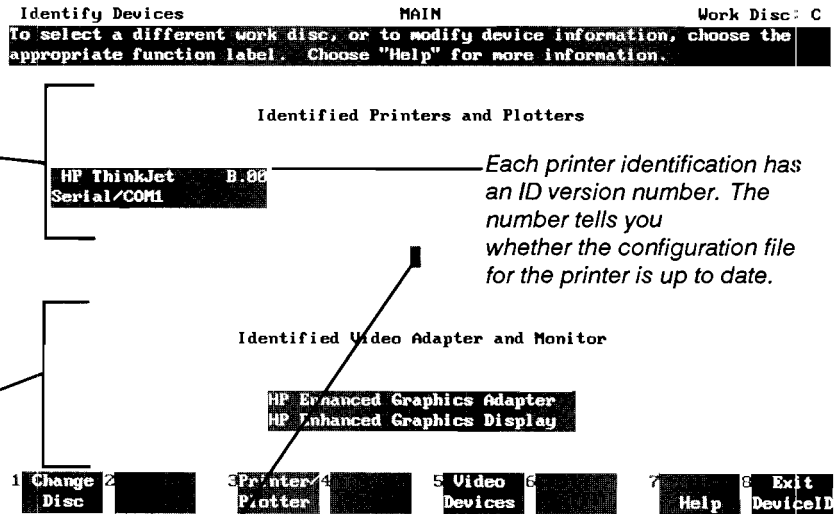 Identify Devices MAIN Work Disc: C
To select a different work disc, or to modify device information, choose the
appropriate function label. Choose "Help" for more information.
Identified Printers and Plotters
HP ThinkJet B.00
Serial/COM1
Each printer identification has
an ID version number. The
number tells you
whether the configuration file
for the printer is up to date.
Identified Video Adapter and Monitor
HP Enhanced Graphics Adapter
HP Enhanced Graphics Display
1 Change 2 3 Printer/ 4 5 Video 6 7 8 Exit
Disc Plotter Devices Help DeviceID